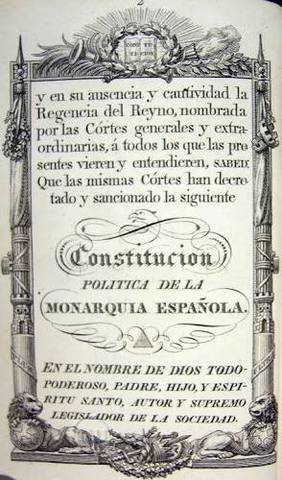 2
CONSTI
TUCION
y en su ausencia y cautividad la
Regencia del Reyno, nombrada
por las Córtes generales y extra-
ordinarias, á todos los que las pre
sentes vieren y entendieren, SABED:
Que las mismas Córtes han decre-
tado y sancionado la siguiente
Constitucion
POLITICA DE LA
MONARQUIA ESPAÑOLA.
EN EL NOMBRE DE DIOS TODO-
PODEROSO, PADRE, HIJO, Y ESPI-
RITU SANTO, AUTOR Y SUPREMO
LEGISLADOR DE LA SOCIEDAD.